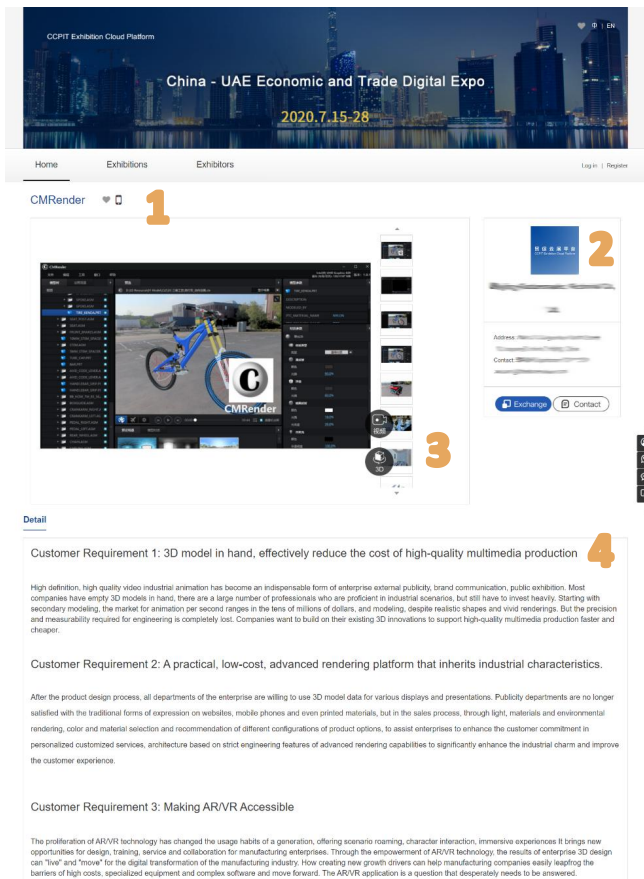 CCPIT Exhibition Cloud Platform
中 | EN
China - UAE Economic and Trade Digital Expo
2020.7.15-28
Home Exhibitions Exhibitors
Log in | Register
CMRender
1
2
贸促云展平台
CCPIT Exhibition Cloud Platform
Address:
Contact:
Exchange Contact
CMRender
C
CMRender
视频
3D
3
Detail
4
Customer Requirement 1: 3D model in hand, effectively reduce the cost of high-quality multimedia production
High definition, high quality video industrial animation has become an indispensable form of enterprise external publicity, brand communication, public exhibition. Most
companies have empty 3D models in hand, there are a large number of professionals who are proficient in industrial scenarios, but still have to invest heavily. Starting with
secondary modeling, the market for animation per second ranges in the tens of millions of dollars, and modeling, despite realistic shapes and vivid renderings. But the precision
and measurability required for engineering is completely lost. Companies want to build on their existing 3D innovations to support high-quality multimedia production faster and
cheaper.
Customer Requirement 2: A practical, low-cost, advanced rendering platform that inherits industrial characteristics.
After the product design process, all departments of the enterprise are willing to use 3D model data for various displays and presentations. Publicity departments are no longer
satisfied with the traditional forms of expression on websites, mobile phones and even printed materials, but in the sales process, through light, materials and environmental
rendering, color and material selection and recommendation of different configurations of product options, to assist enterprises to enhance the customer commitment in
personalized customized services, architecture based on strict engineering features of advanced rendering capabilities to significantly enhance the industrial charm and improve
the customer experience.
Customer Requirement 3: Making AR/VR Accessible
The proliferation of AR/VR technology has changed the usage habits of a generation, offering scenario roaming, character interaction, immersive experiences It brings new
opportunities for design, training, service and collaboration for manufacturing enterprises. Through the empowerment of AR/VR technology, the results of enterprise 3D design
can "live" and "move" for the digital transformation of the manufacturing industry. How creating new growth drivers can help manufacturing companies easily leapfrog the
barriers of high costs, specialized equipment and complex software and move forward. The AR/VR application is a question that desperately needs to be answered.